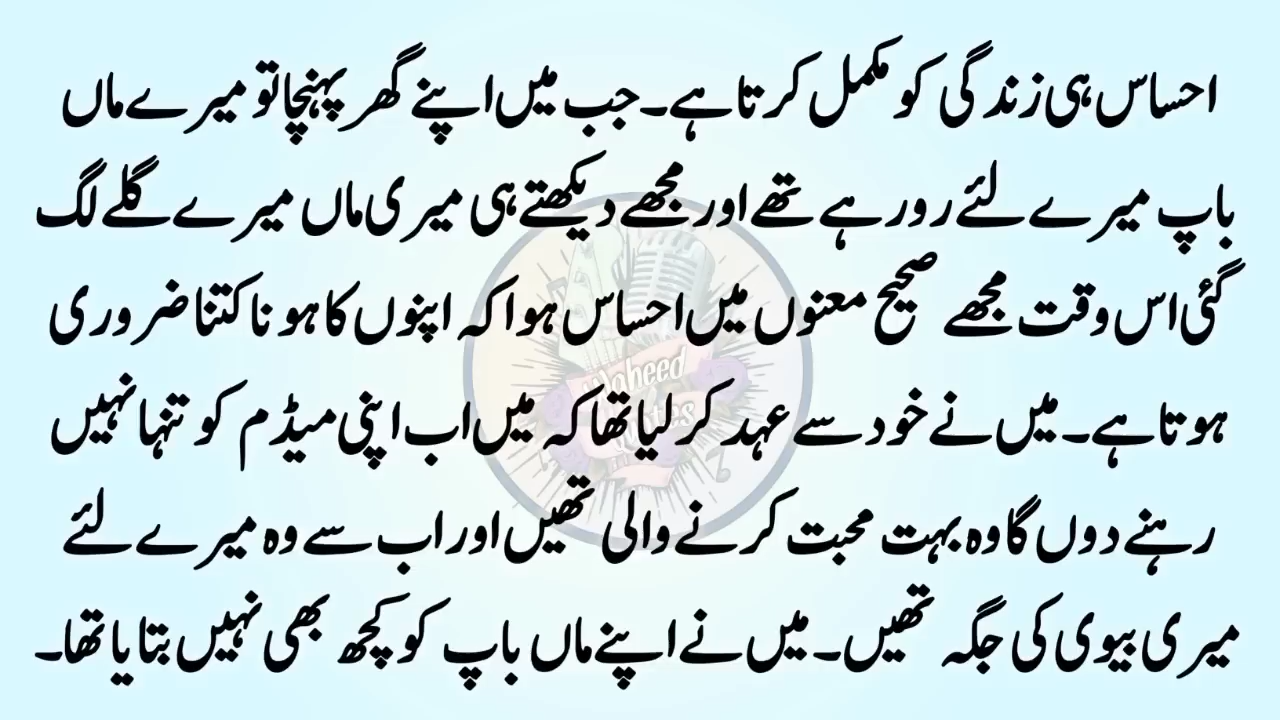 احساس ہی زندگی کو مکمل کرتا ہے۔ جب میں اپنے گھر پہنچا تو میرے ماں
باپ میرے لئے رو رہے تھے اور مجھے دیکھتے ہی میری ماں میرے گلے لگ
گئی اس وقت مجھے صحیح معنوں میں احساس ہوا کہ اپنوں کا ہونا کتنا ضروری
ہوتا ہے۔ میں نے خود سے عہد کر لیا تھا کہ میں اب اپنی میڈم کو تنہا نہیں
رہنے دوں گا وہ بہت محبت کرنے والی تھیں اور اب سے وہ میرے لئے
میری بیوی کی جگہ تھیں۔ میں نے اپنے ماں باپ کو کچھ بھی نہیں بتایا تھا۔
Waheed